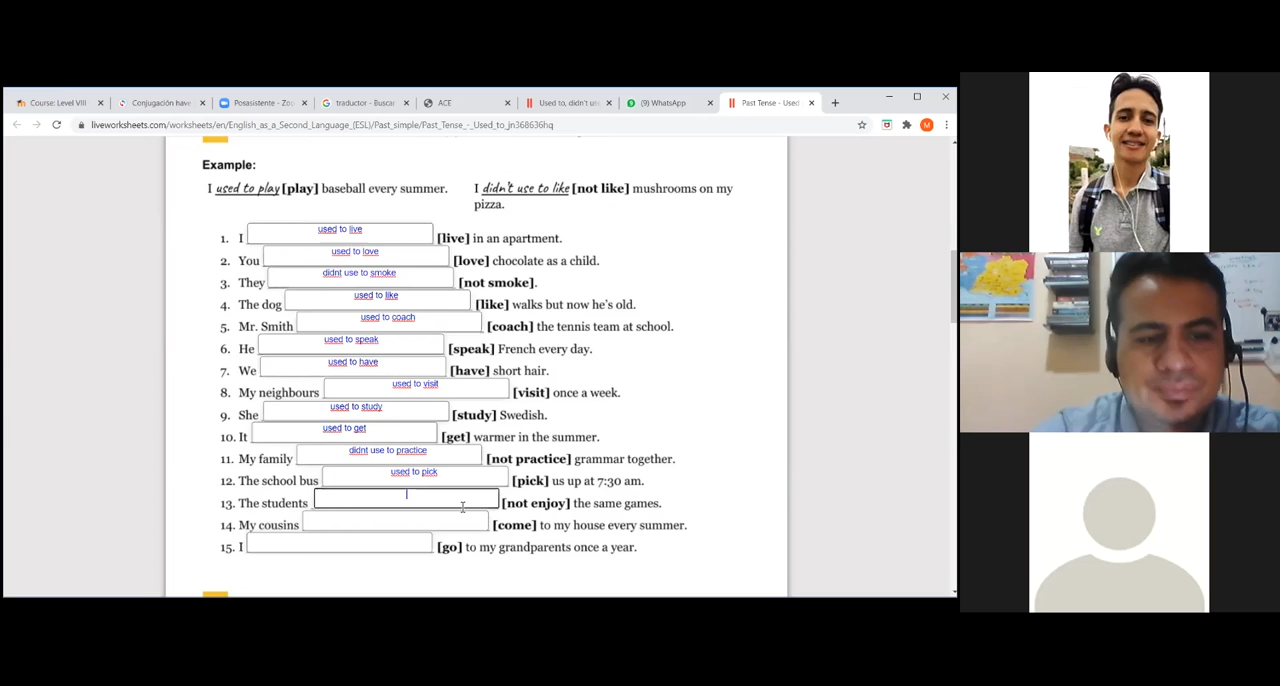 Course: Level VIII
Conjugación have
Posasistente - Zoo
traductor - Buscar
ACE
Used to, didn't use
(9) WhatsApp
Past Tense - Used
liveworksheets.com/worksheets/en/English_as_a_Second_Language_(ESL)/Past_simple/Past_Tense_-_Used_to_jn368636hq
M
Example:
I used to play [play] baseball every summer.
I didn't use to like [not like] mushrooms on my
pizza.
1. I used to live [live] in an apartment.
2. You used to love [love] chocolate as a child.
3. They didnt use to smoke [not smoke].
4. The dog used to like [like] walks but now he's old.
5. Mr. Smith used to coach [coach] the tennis team at school.
6. He used to speak [speak] French every day.
7. We used to have [have] short hair.
8. My neighbours used to visit [visit] once a week.
9. She used to study [study] Swedish.
10. It used to get [get] warmer in the summer.
11. My family didnt use to practice [not practice] grammar together.
12. The school bus used to pick [pick] us up at 7:30 am.
13. The students [not enjoy] the same games.
14. My cousins [come] to my house every summer.
15. I [go] to my grandparents once a year.